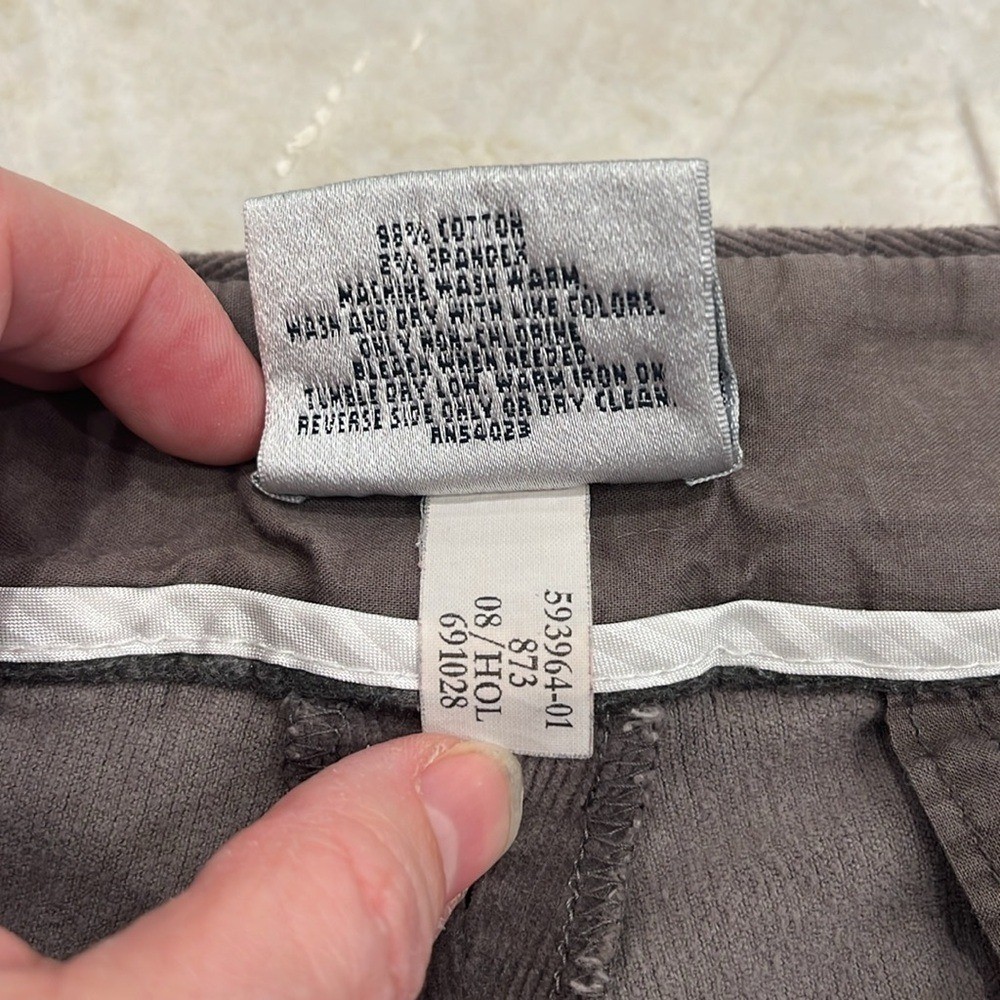 98% COTTON
2% SPANDEX
MACHINE WASH WARM.
WASH AND DRY WITH LIKE COLORS.
ONLY NON-CHLORINE
BLEACH WHEN NEEDED.
TUMBLE DRY LOW. WARM IRON ON
REVERSE SIDE ONLY OR DRY CLEAN.
RN54023
593964-01
873
08/HOL
691028